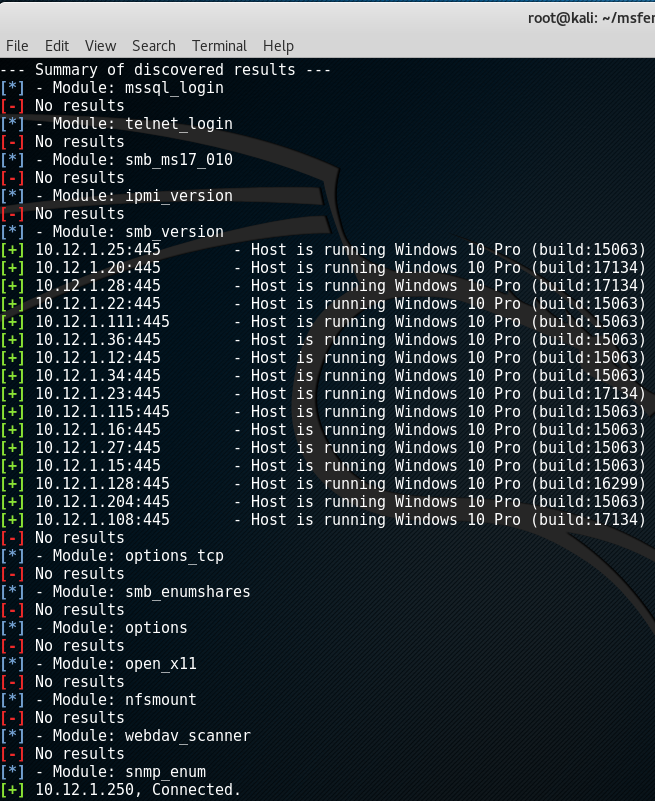 root@kali: ~/msfer
File Edit View Search Terminal Help
--- Summary of discovered results ---
[*] - Module: mssql_login
[-] No results
[*] - Module: telnet_login
[-] No results
[*] - Module: smb_ms17_010
[-] No results
[*] - Module: ipmi_version
[-] No results
[*] - Module: smb_version
[+] 10.12.1.25:445 - Host is running Windows 10 Pro (build:15063)
[+] 10.12.1.20:445 - Host is running Windows 10 Pro (build:17134)
[+] 10.12.1.28:445 - Host is running Windows 10 Pro (build:17134)
[+] 10.12.1.22:445 - Host is running Windows 10 Pro (build:15063)
[+] 10.12.1.111:445 - Host is running Windows 10 Pro (build:15063)
[+] 10.12.1.36:445 - Host is running Windows 10 Pro (build:15063)
[+] 10.12.1.12:445 - Host is running Windows 10 Pro (build:15063)
[+] 10.12.1.34:445 - Host is running Windows 10 Pro (build:15063)
[+] 10.12.1.23:445 - Host is running Windows 10 Pro (build:17134)
[+] 10.12.1.115:445 - Host is running Windows 10 Pro (build:15063)
[+] 10.12.1.16:445 - Host is running Windows 10 Pro (build:15063)
[+] 10.12.1.27:445 - Host is running Windows 10 Pro (build:15063)
[+] 10.12.1.15:445 - Host is running Windows 10 Pro (build:15063)
[+] 10.12.1.128:445 - Host is running Windows 10 Pro (build:16299)
[+] 10.12.1.204:445 - Host is running Windows 10 Pro (build:15063)
[+] 10.12.1.108:445 - Host is running Windows 10 Pro (build:17134)
[-] No results
[*] - Module: options_tcp
[-] No results
[*] - Module: smb_enumshares
[-] No results
[*] - Module: options
[-] No results
[*] - Module: open_x11
[-] No results
[*] - Module: nfsmount
[-] No results
[*] - Module: webdav_scanner
[-] No results
[*] - Module: snmp_enum
[+] 10.12.1.250, Connected.